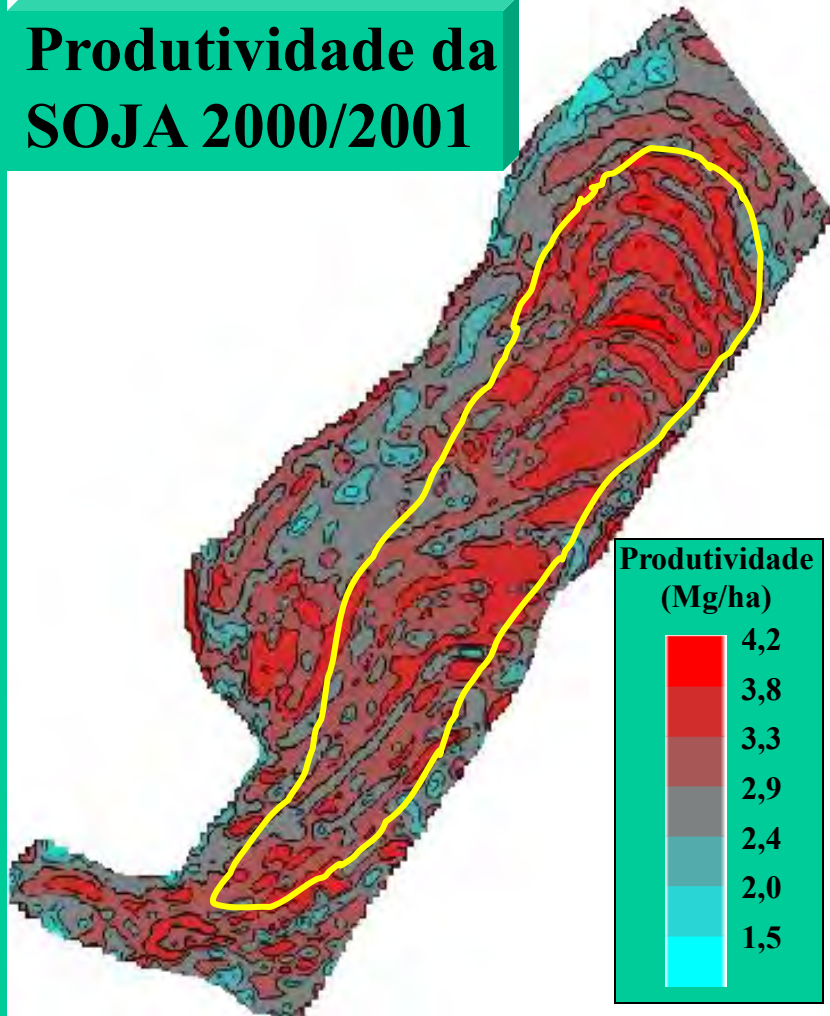 Produtividade da
SOJA 2000/2001
Produtividade
(Mg/ha)
4,2
3,8
3,3
2,9
2,4
2,0
1,5